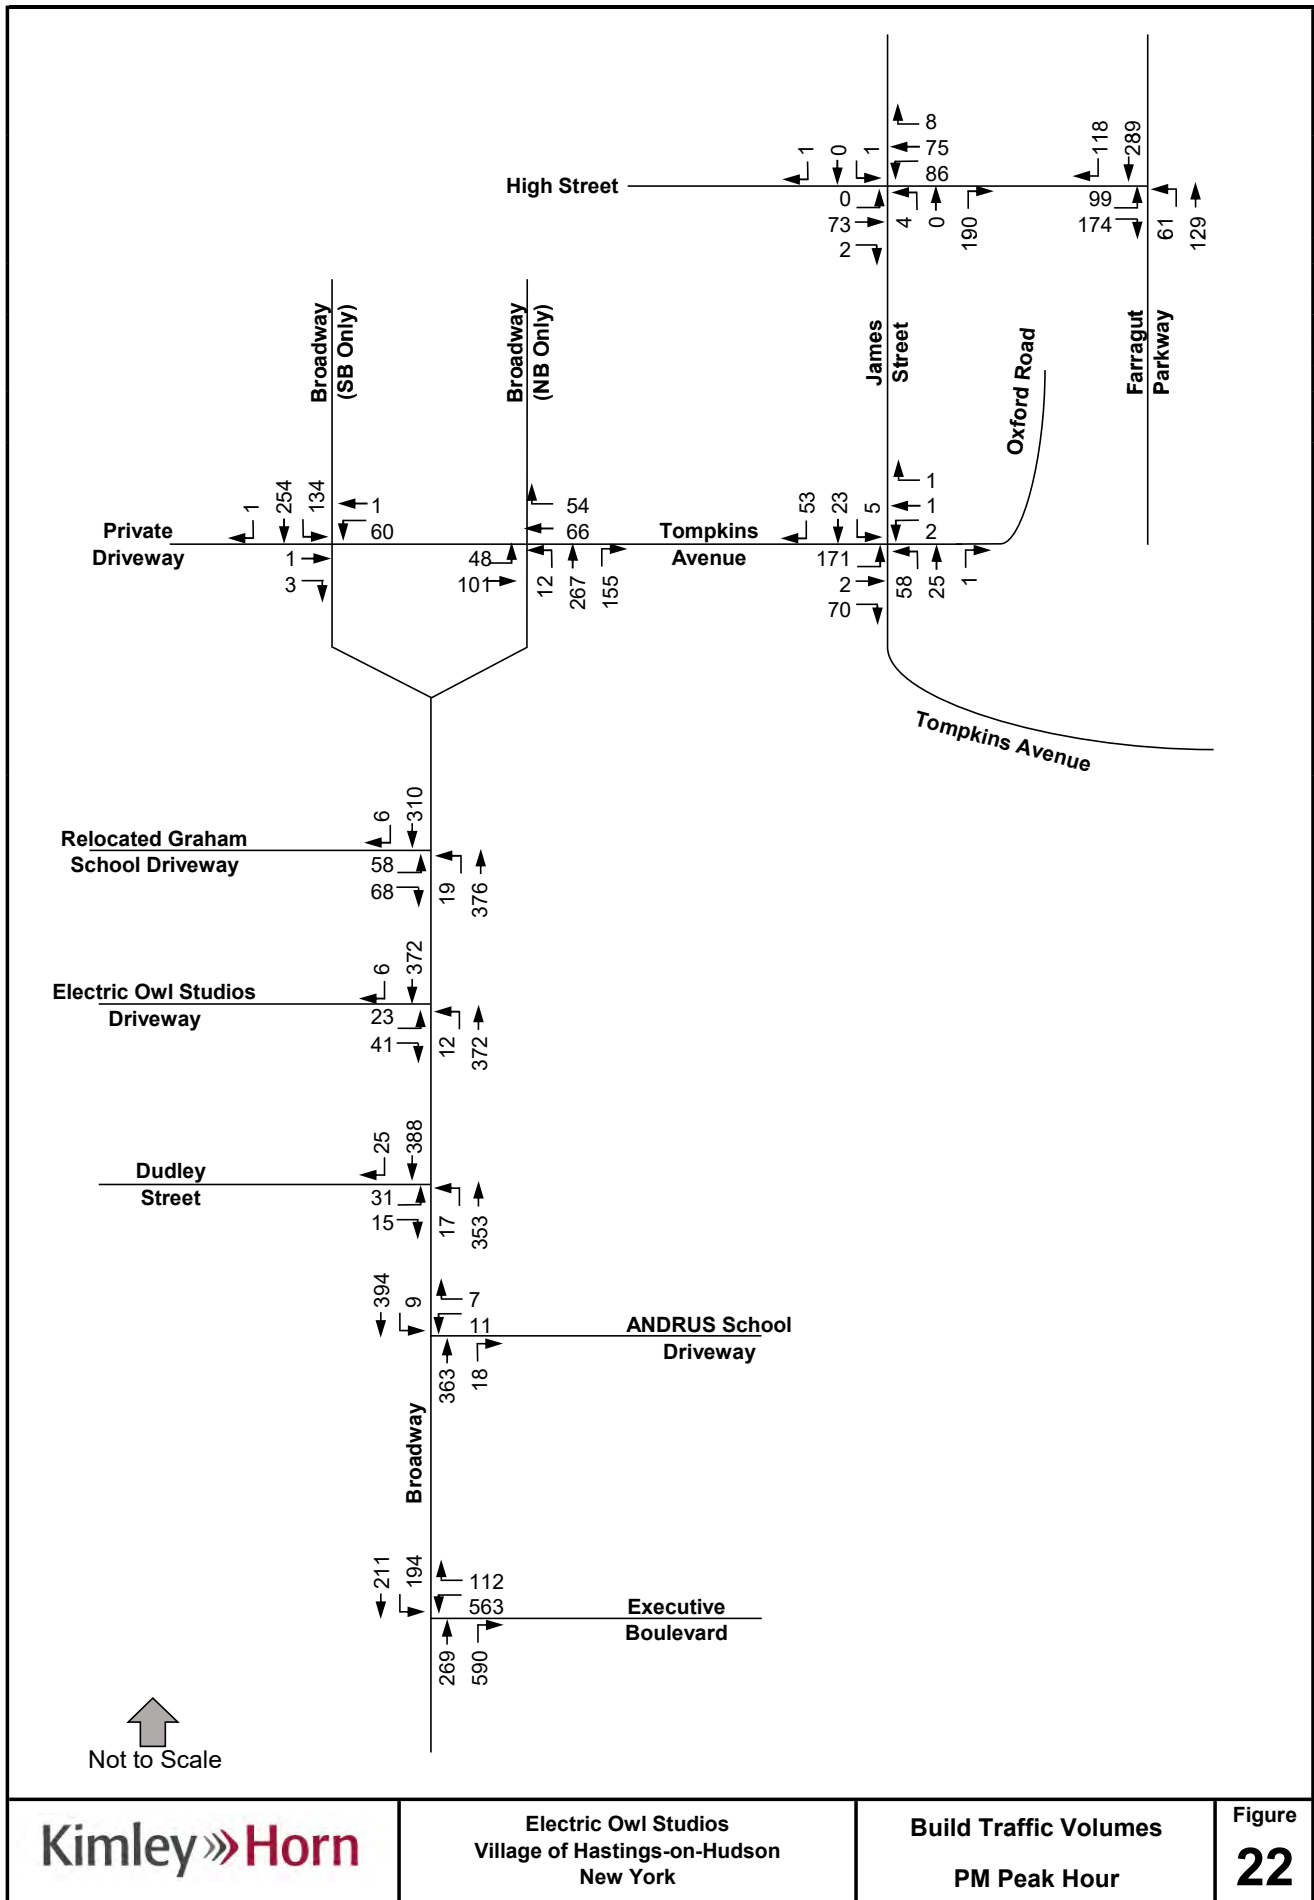 8
75
86
1
0
1
High Street
0
73
2
4
0
190
118
289
99
174
61
129
Broadway
(SB Only)
Broadway
(NB Only)
James
Street
Oxford Road
Farragut
Parkway
1
254
134
1
60
Private
Driveway
1
3
54
66
48
101
12
267
155
Tompkins
Avenue
53
23
5
1
1
2
171
2
70
58
25
1
Tompkins Avenue
6
310
Relocated Graham
School Driveway
58
68
19
376
6
372
Electric Owl Studios
Driveway
23
41
12
372
25
388
Dudley
Street
31
15
17
353
394
9
7
11
ANDRUS School
Driveway
363
18
Broadway
211
194
112
563
Executive
Boulevard
269
590
Not to Scale
Kimley»Horn
Electric Owl Studios
Village of Hastings-on-Hudson
New York
Build Traffic Volumes
PM Peak Hour
Figure
22